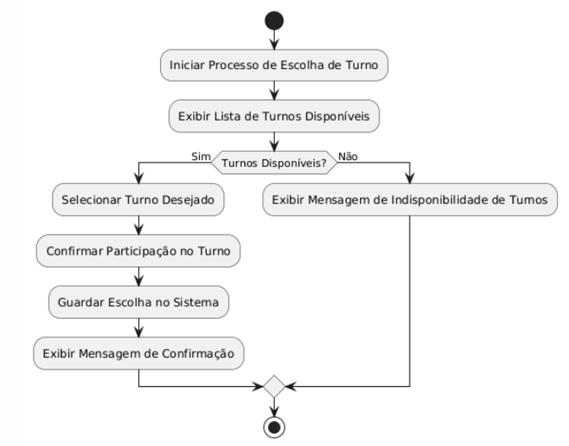 Iniciar Processo de Escolha de Turno
Exibir Lista de Turnos Disponíveis
Turnos Disponíveis?
Sim
Não
Selecionar Turno Desejado
Exibir Mensagem de Indisponibilidade de Turnos
Confirmar Participação no Turno
Guardar Escolha no Sistema
Exibir Mensagem de Confirmação